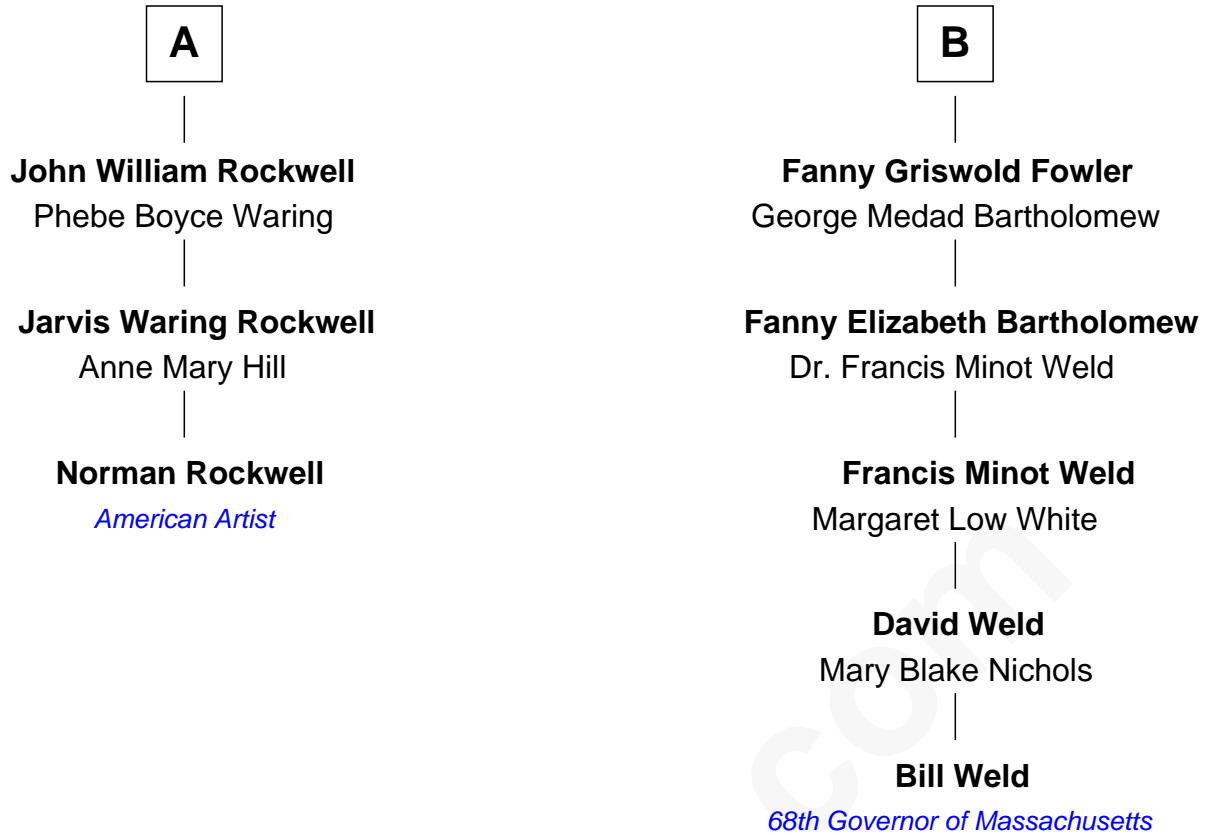 A
John William Rockwell
Phebe Boyce Waring
Jarvis Waring Rockwell
Anne Mary Hill
Norman Rockwell
American Artist
B
Fanny Griswold Fowler
George Medad Bartholomew
Fanny Elizabeth Bartholomew
Dr. Francis Minot Weld
Francis Minot Weld
Margaret Low White
David Weld
Mary Blake Nichols
Bill Weld
68th Governor of Massachusetts
com